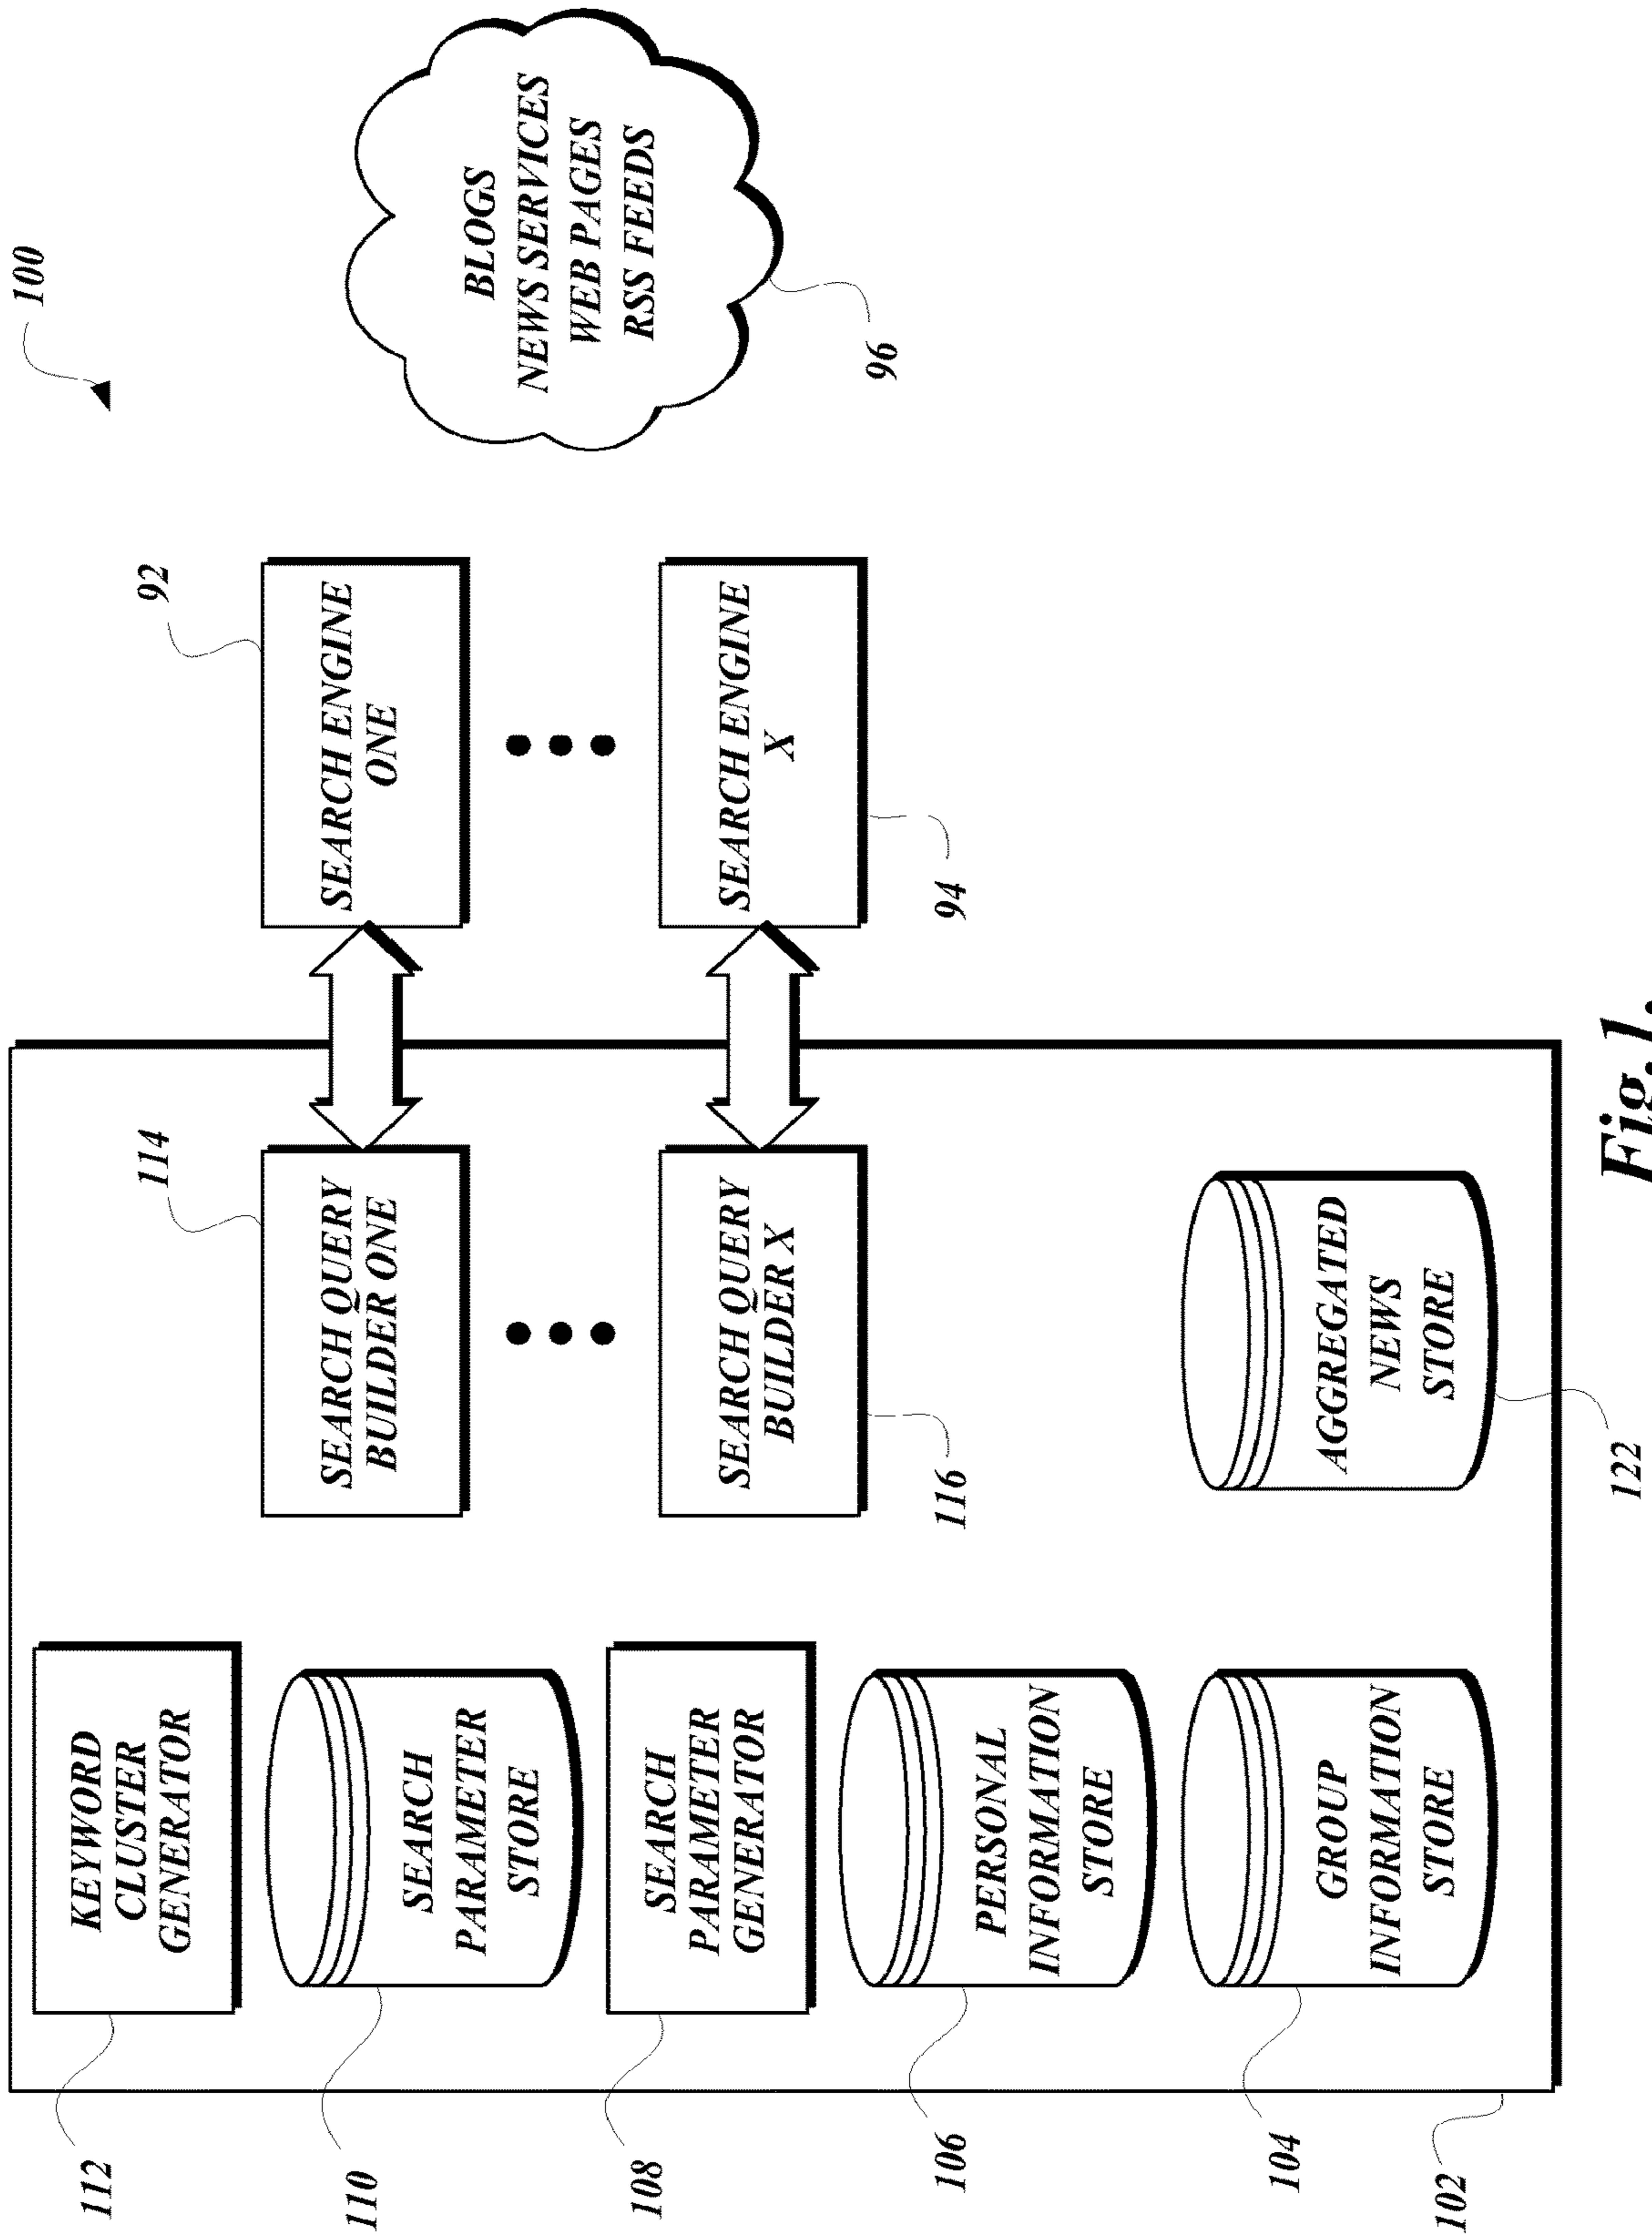 100
112
KEYWORD
CLUSTER
GENERATOR
114
SEARCH QUERY
BUILDER ONE
92
SEARCH ENGINE
ONE
BLOGS
NEWS SERVICES
WEB PAGES
RSS FEEDS
96
110
SEARCH
PARAMETER
STORE
108
SEARCH
PARAMETER
GENERATOR
SEARCH QUERY
BUILDER X
116
SEARCH ENGINE
X
94
106
PERSONAL
INFORMATION
STORE
104
GROUP
INFORMATION
STORE
AGGREGATED
NEWS
STORE
122
102
Fig.1.